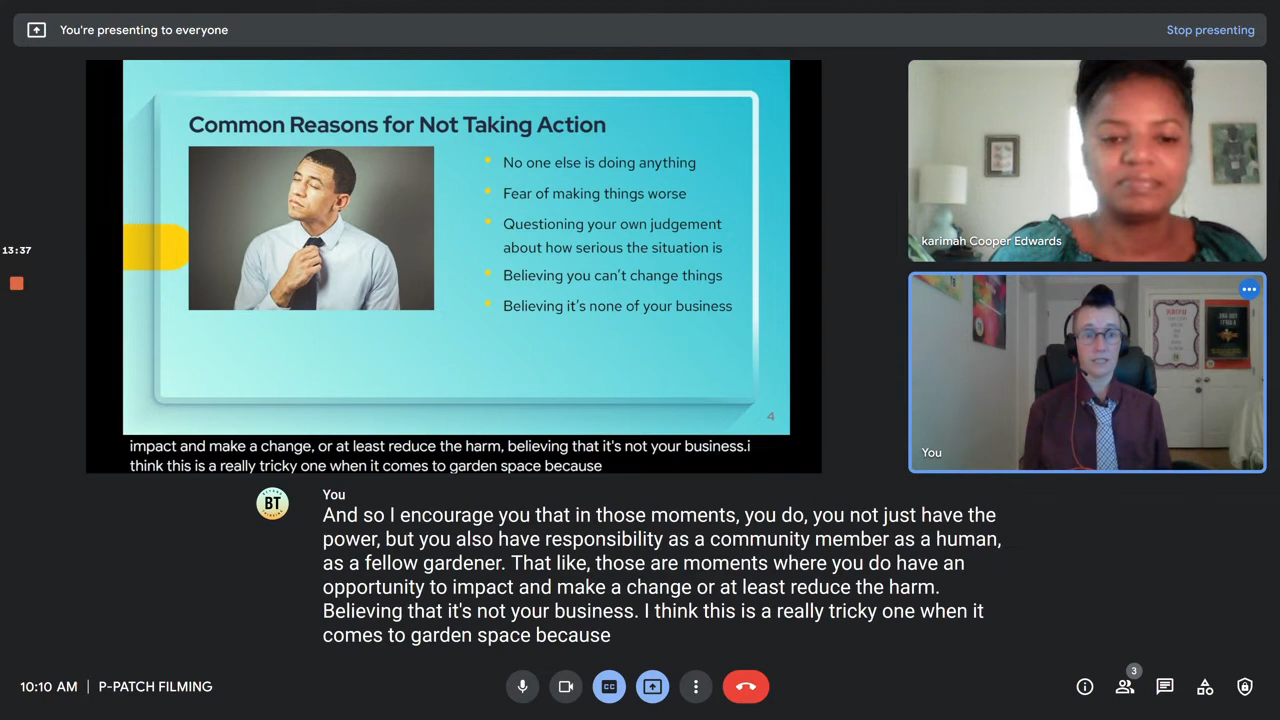 You're presenting to everyone
Stop presenting
Common Reasons for Not Taking Action
No one else is doing anything
Fear of making things worse
Questioning your own judgement
about how serious the situation is
Believing you can't change things
Believing it's none of your business
4
impact and make a change, or at least reduce the harm, believing that it's not your business.i
think this is a really tricky one when it comes to garden space because
13:37
karimah Cooper Edwards
You
BT
You
And so I encourage you that in those moments, you do, you not just have the
power, but you also have responsibility as a community member as a human,
as a fellow gardener. That like, those are moments where you do have an
opportunity to impact and make a change or at least reduce the harm.
Believing that it's not your business. I think this is a really tricky one when it
comes to garden space because
10:10 AM | P-PATCH FILMING
CC
3